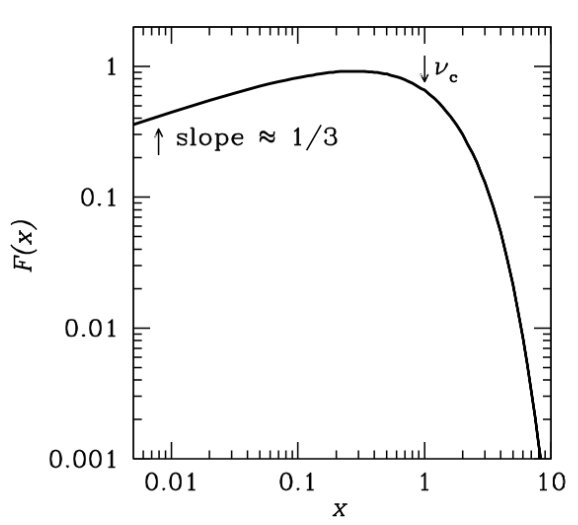 1
ν_c
slope ≈ 1/3
0.1
F(x)
0.01
0.001
0.01 0.1 1 10
x